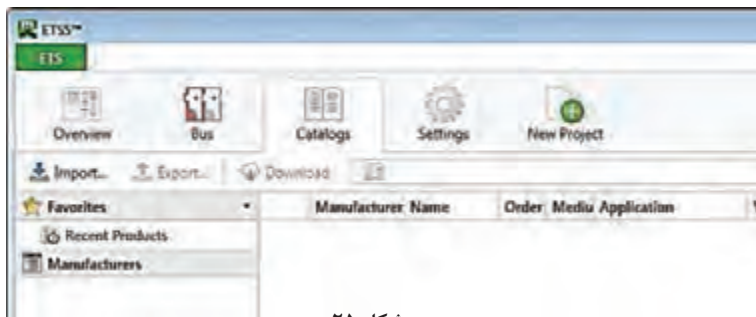 ETS5™
ETS
Overview Bus Catalogs Settings New Project
Import... Export... Download
Favorites Manufacturer Name Order Mediu Application
Recent Products
Manufacturers